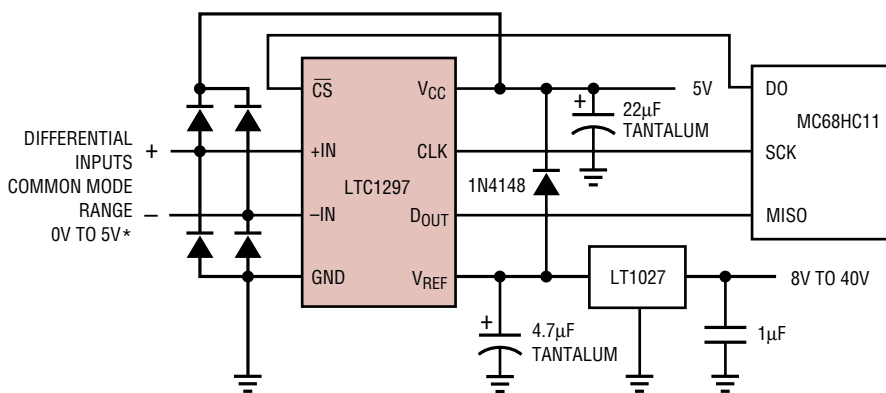 DIFFERENTIAL
INPUTS
COMMON MODE
RANGE
0V TO 5V*
+
–
C̅S̅
+IN
–IN
GND
LTC1297
VCC
CLK
DOUT
VREF
5V
+
22µF
TANTALUM
1N4148
+
4.7µF
TANTALUM
LT1027
8V TO 40V
1µF
DO
MC68HC11
SCK
MISO